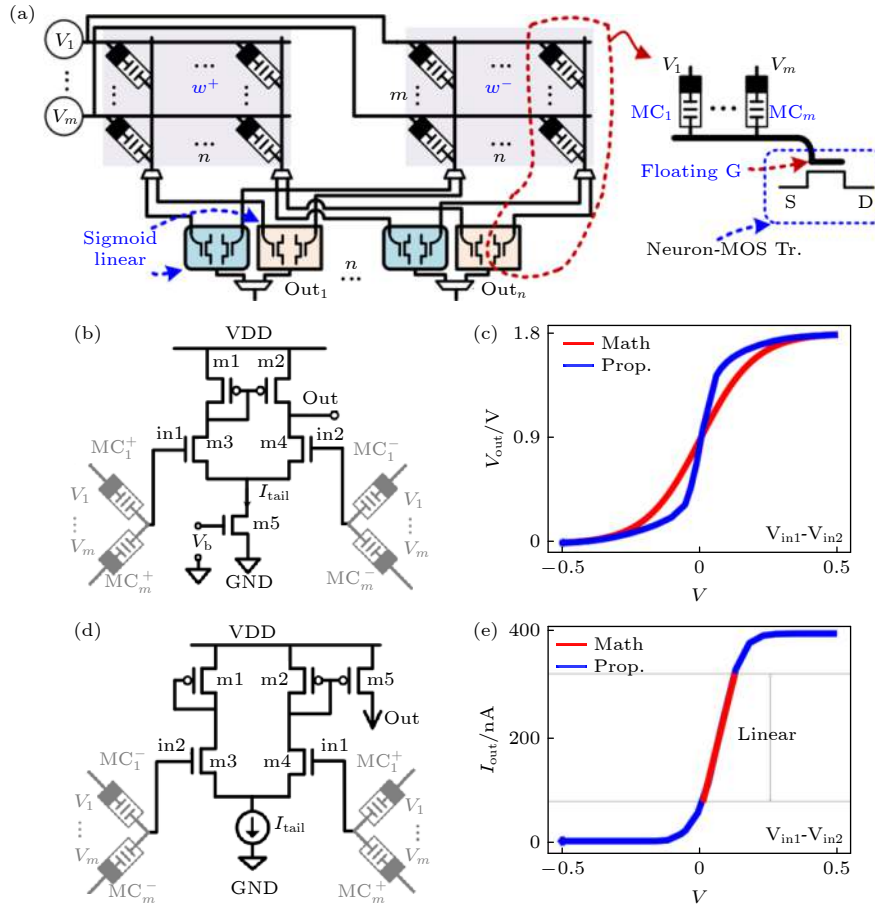 (a)
V1
⋮
Vm
w+
w−
m
n
n
V1
Vm
MC1
MCm
Floating G
S
D
Neuron-MOS Tr.
Sigmoid
linear
Out1
n
Outn
(b)
VDD
m1
m2
Out
in1
m3
m4
in2
MC1+
V1
Vm
MCm+
Itail
m5
Vb
GND
MC1−
V1
Vm
MCm−
(c)
1.8
Math
Prop.
Vout/V
0.9
0
Vin1-Vin2
−0.5
0
0.5
V
(d)
VDD
m1
m2
m5
Out
in2
m3
m4
in1
MC1−
V1
Vm
MCm−
Itail
GND
MC1+
V1
Vm
MCm+
(e)
400
Math
Prop.
Iout/nA
Linear
200
0
Vin1-Vin2
−0.5
0
0.5
V